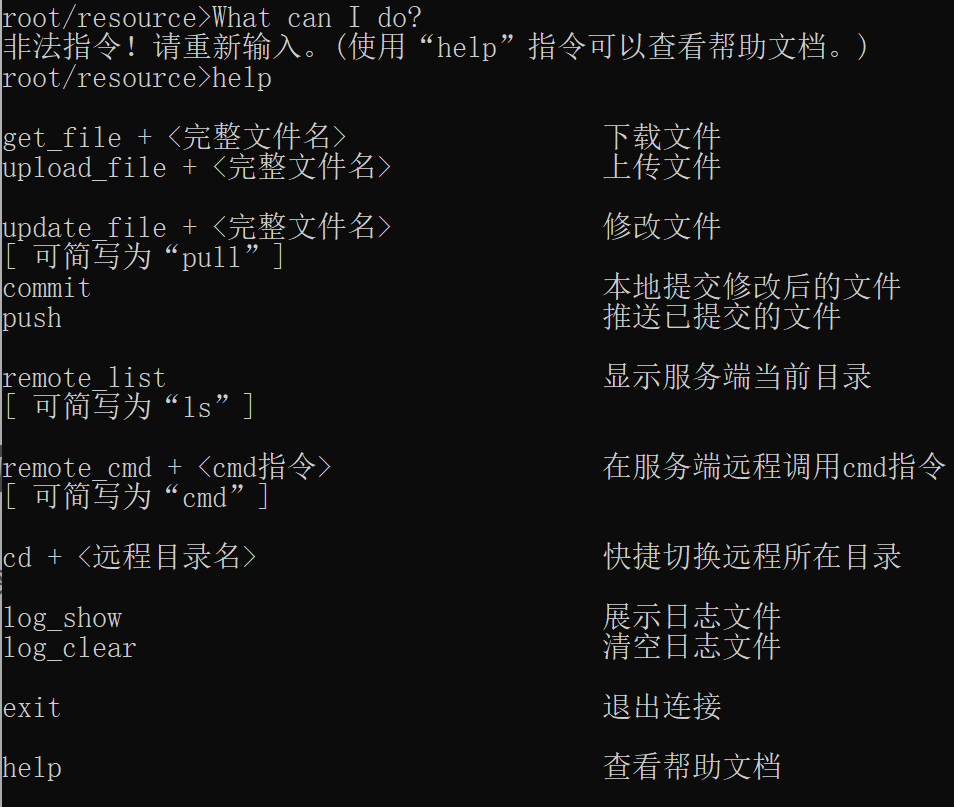 root/resource>What can I do?
非法指令！请重新输入。(使用“help”指令可以查看帮助文档。)
root/resource>help
get_file + <完整文件名> 下载文件
upload_file + <完整文件名> 上传文件
update_file + <完整文件名> 修改文件
[ 可简写为“pull” ]
commit 本地提交修改后的文件
push 推送已提交的文件
remote_list 显示服务端当前目录
[ 可简写为“ls” ]
remote_cmd + <cmd指令> 在服务端远程调用cmd指令
[ 可简写为“cmd” ]
cd + <远程目录名> 快捷切换远程所在目录
log_show 展示日志文件
log_clear 清空日志文件
exit 退出连接
help 查看帮助文档